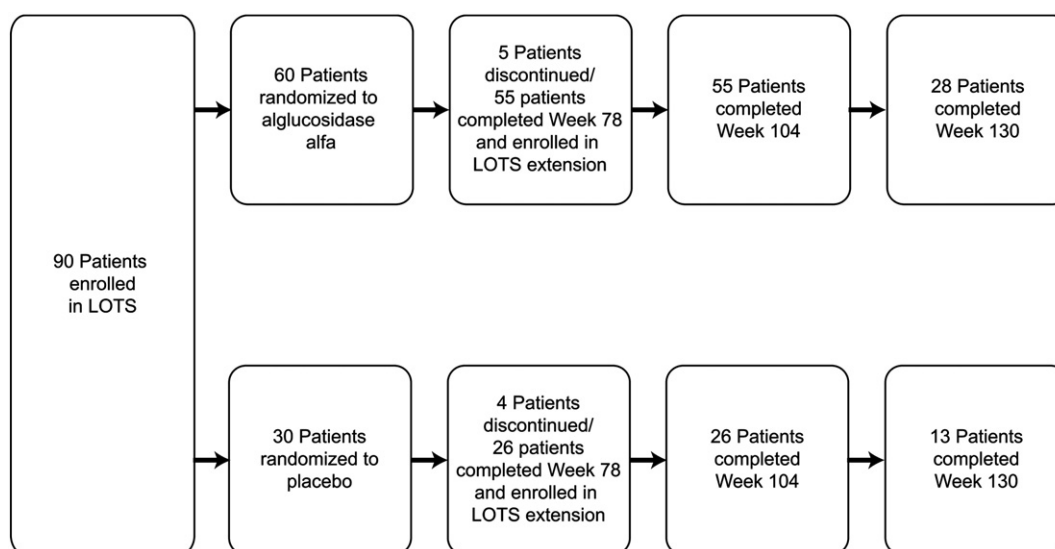 90 Patients
enrolled
in LOTS
60 Patients
randomized to
alglucosidase
alfa
5 Patients
discontinued/
55 patients
completed Week 78
and enrolled in
LOTS extension
55 Patients
completed
Week 104
28 Patients
completed
Week 130
30 Patients
randomized to
placebo
4 Patients
discontinued/
26 patients
completed Week 78
and enrolled in
LOTS extension
26 Patients
completed
Week 104
13 Patients
completed
Week 130